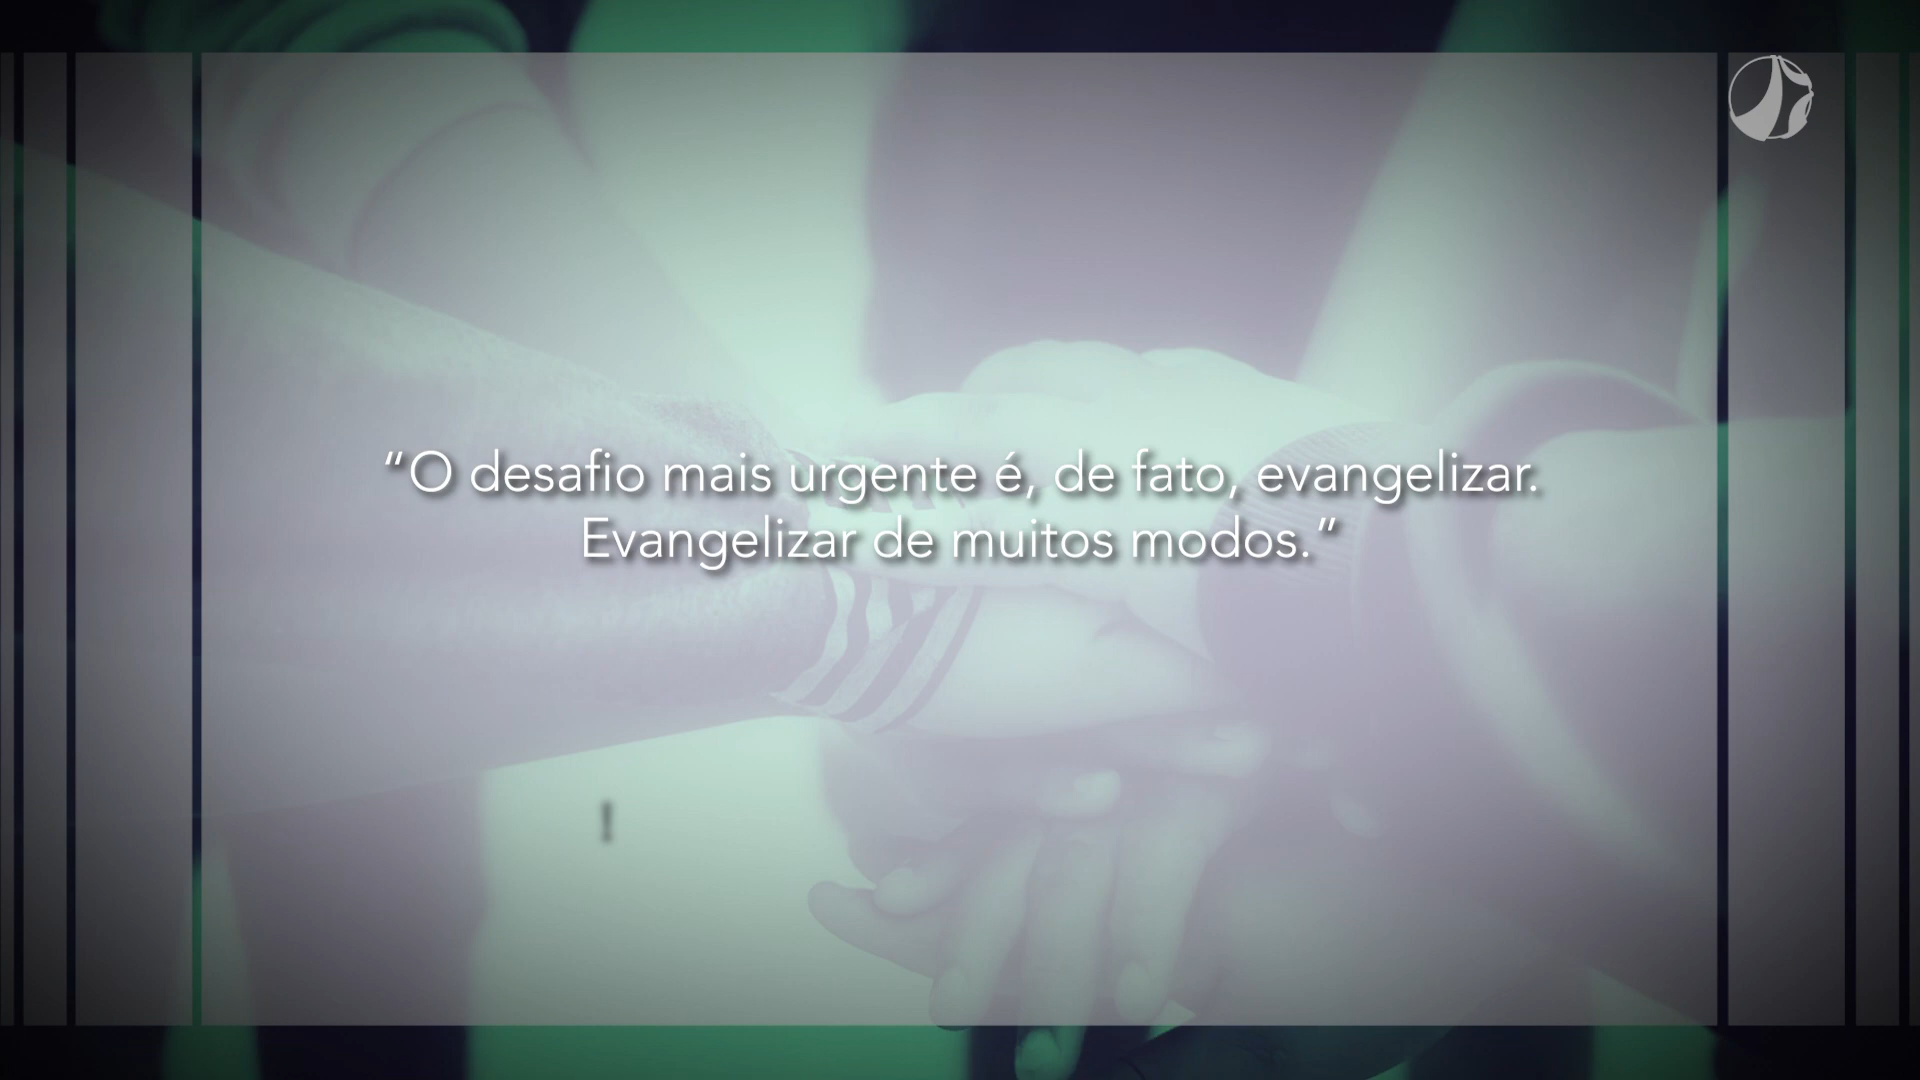 “O desafio mais urgente é, de fato, evangelizar.
Evangelizar de muitos modos.”
!